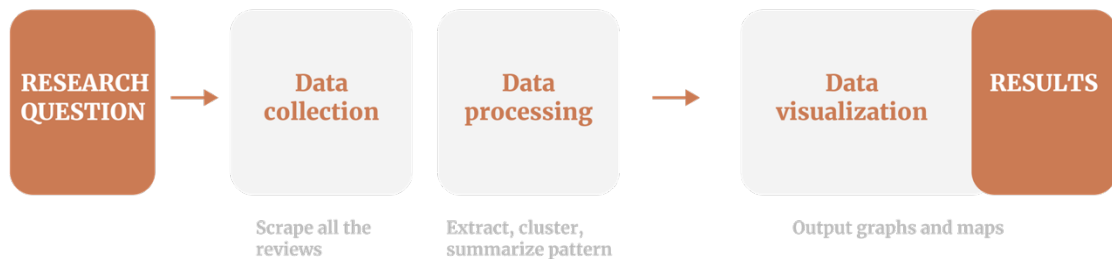 RESEARCH
QUESTION
Data
collection
Data
processing
Data
visualization
RESULTS
Scrape all the
reviews
Extract, cluster,
summarize pattern
Output graphs and maps